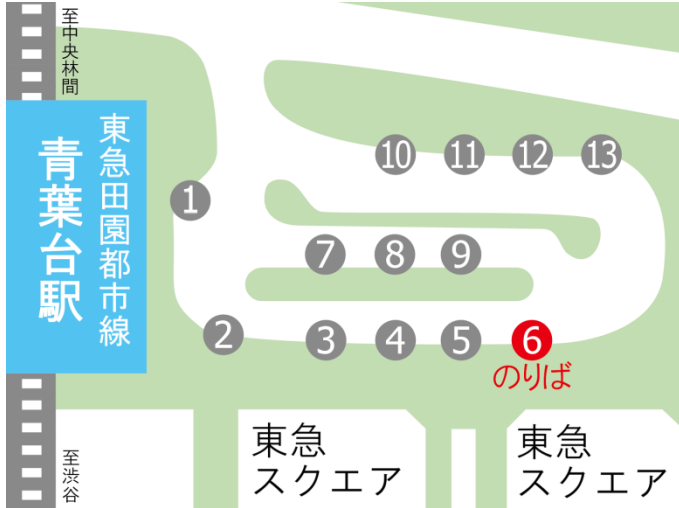 至中央林間
東急田園都市線
青葉台駅
至渋谷
1
2
3
4
5
6
のりば
7
8
9
10
11
12
13
東急
スクエア
東急
スクエア